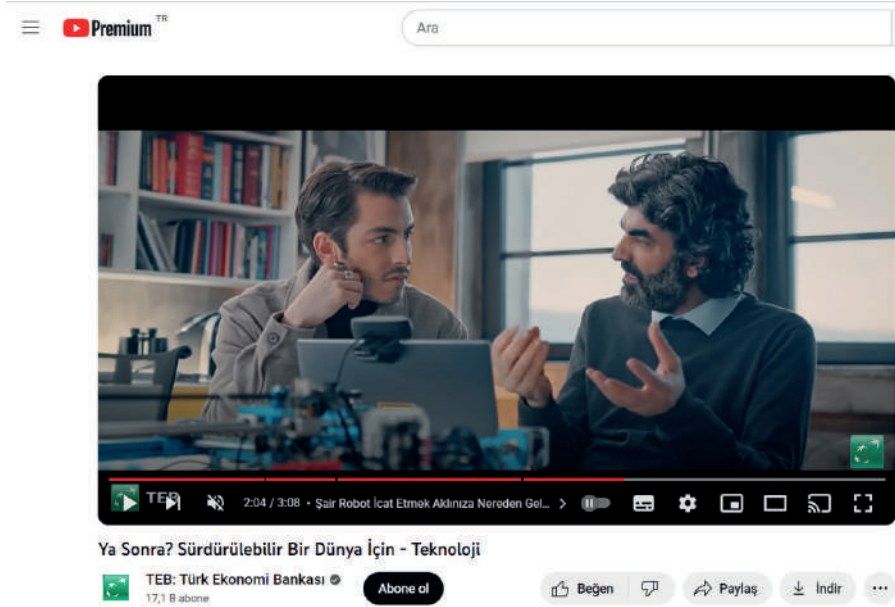 Premium TR
Ara
TEB
2:04 / 3:08 • Şair Robot İcat Etmek Aklınıza Nereden Gel... >
Ya Sonra? Sürdürülebilir Bir Dünya İçin - Teknoloji
TEB: Türk Ekonomi Bankası
17,1 B abone
Abone ol
Beğen
Paylaş
İndir